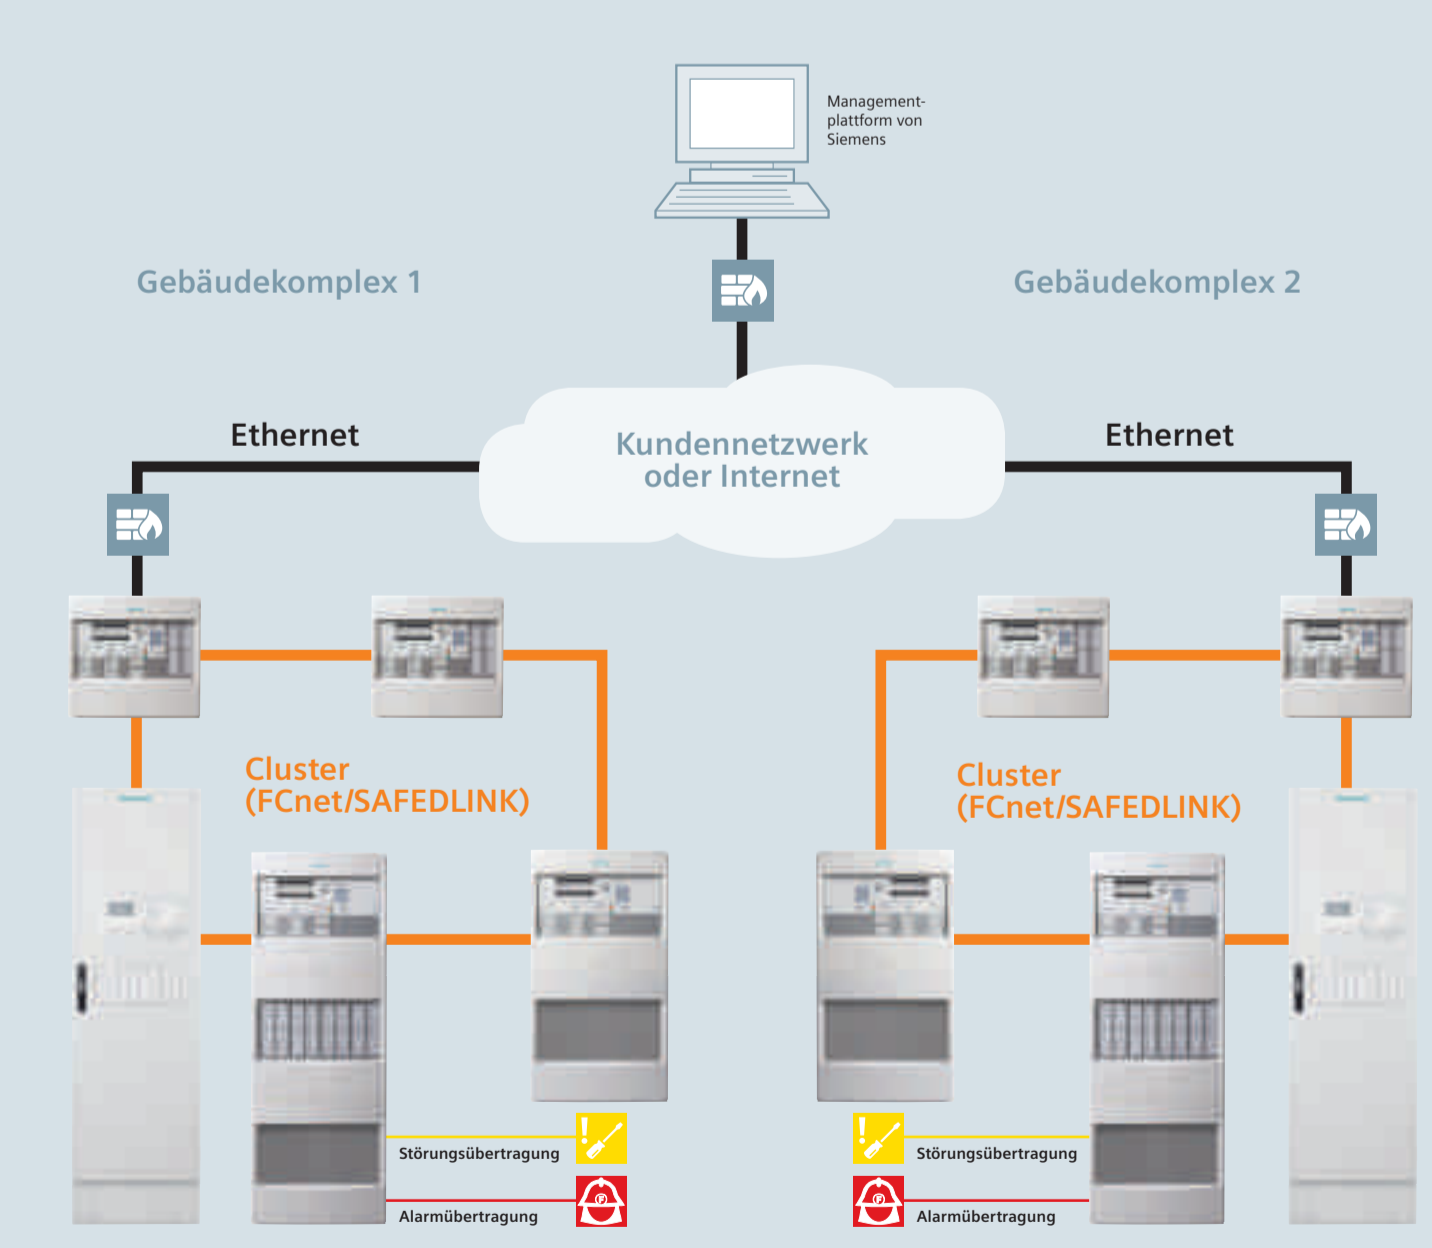 Management-
plattform von
Siemens
Gebäudekomplex 1
Gebäudekomplex 2
Ethernet
Kundennetzwerk
oder Internet
Ethernet
Cluster
(FCnet/SAFEDLINK)
Cluster
(FCnet/SAFEDLINK)
Störungsübertragung
Alarmübertragung
F
Störungsübertragung
Alarmübertragung
F